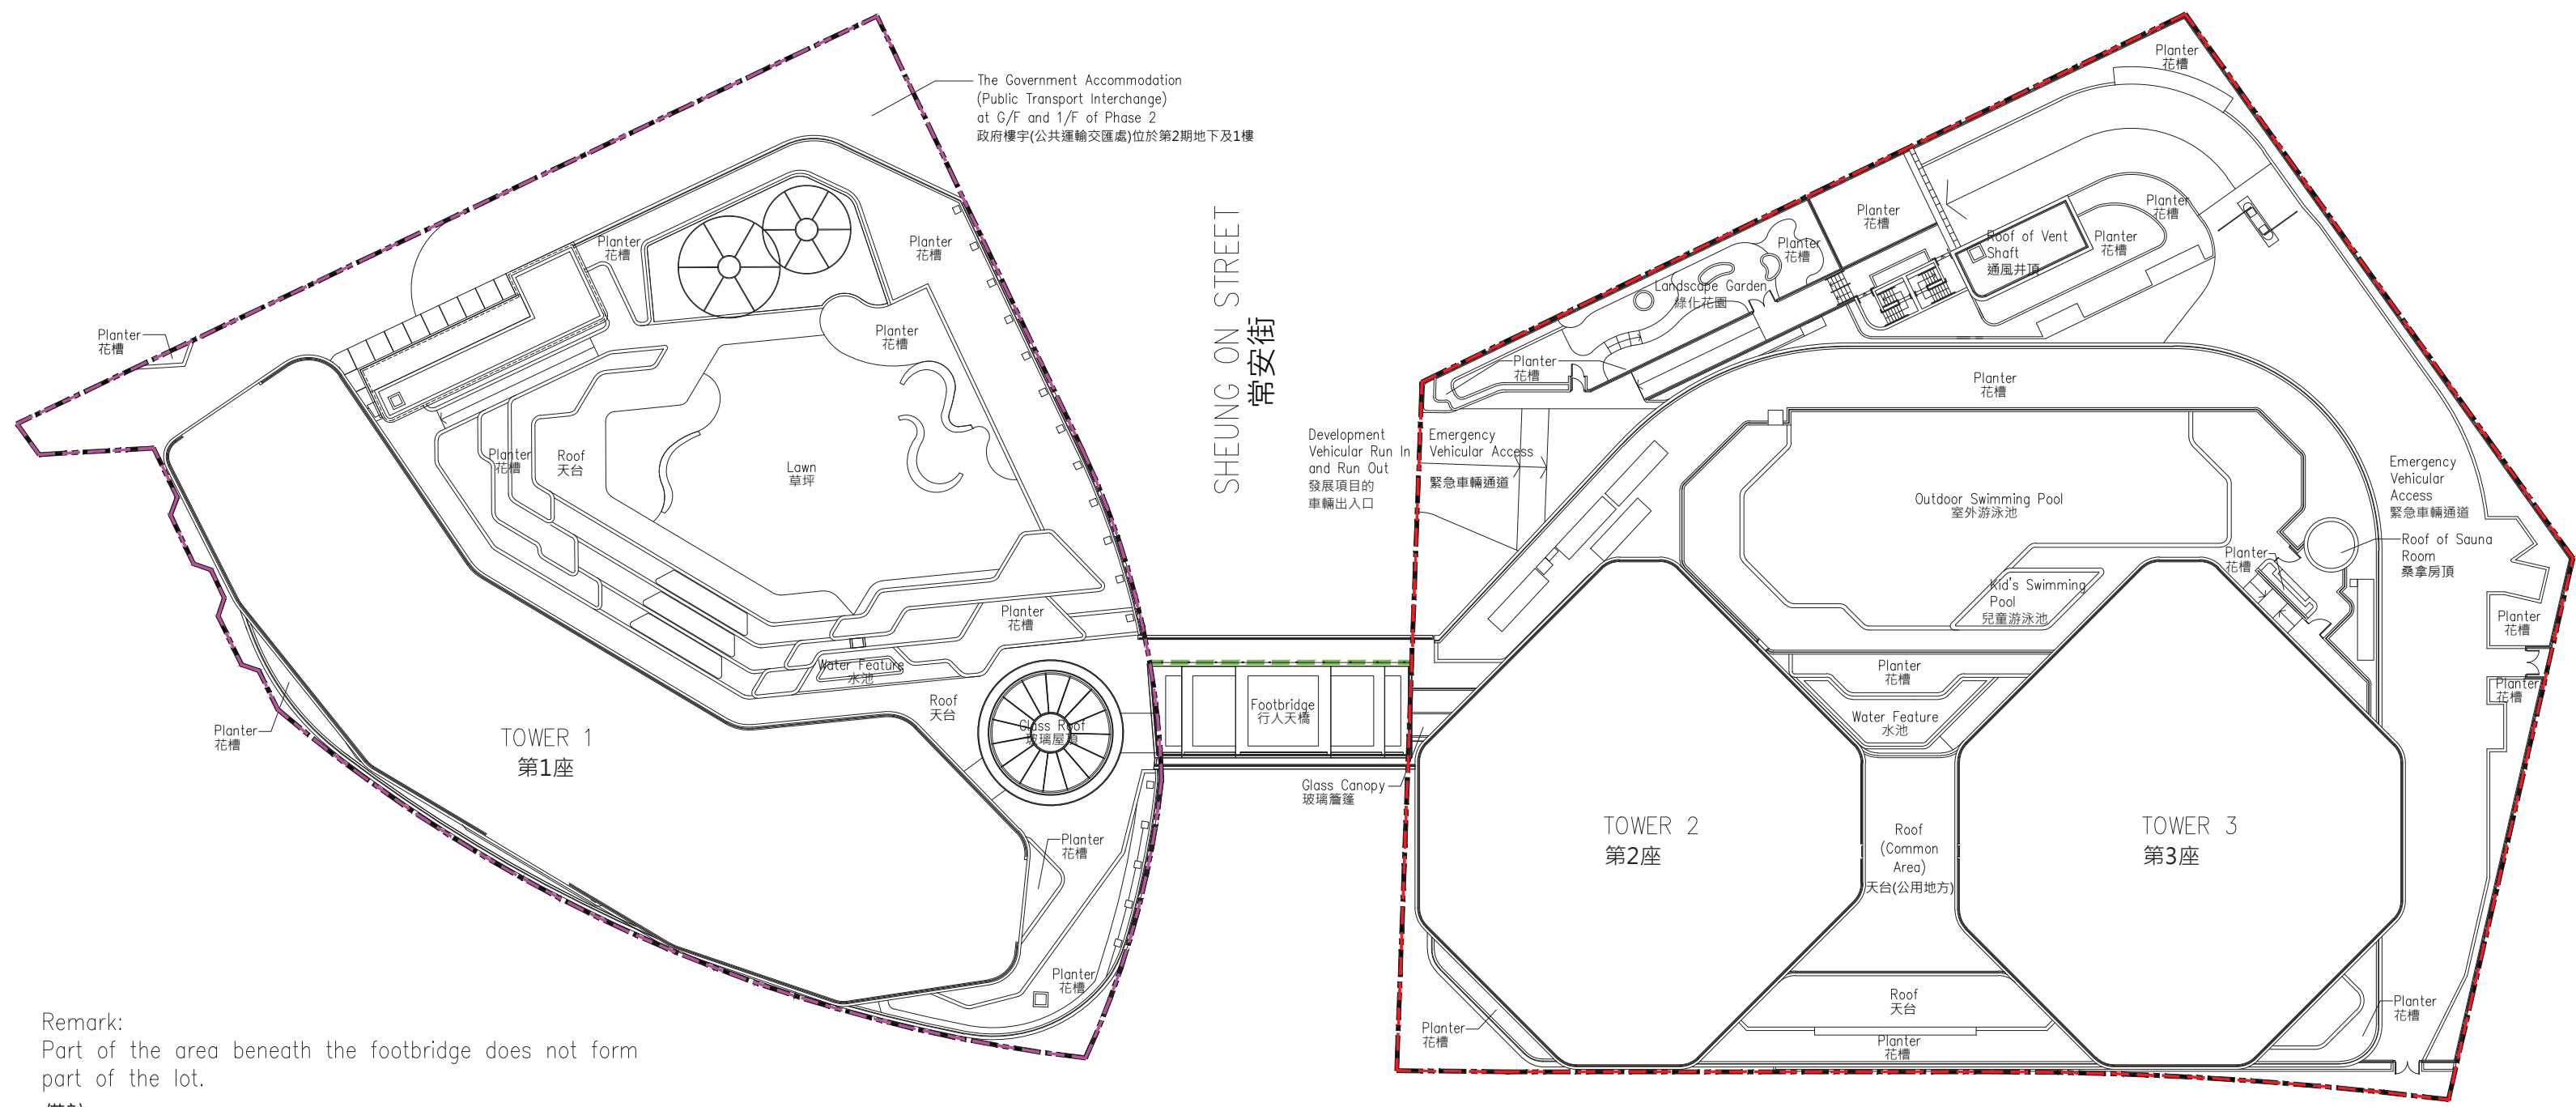 The Government Accommodation
(Public Transport Interchange)
at G/F and 1/F of Phase 2
政府樓宇(公共運輸交匯處)位於第2期地下及1樓
Planter
花槽
Planter
花槽
Planter
花槽
Planter
花槽
Planter
花槽
Roof
天台
Lawn
草坪
Planter
花槽
Water Feature
水池
Roof
天台
Glass Roof
玻璃屋頂
Planter
花槽
TOWER 1
第1座
Planter
花槽
Planter
花槽
SHEUNG ON STREET
常安街
Footbridge
行人天橋
Glass Canopy
玻璃簷篷
Development
Vehicular Run In
and Run Out
發展項目的
車輛出入口
Emergency
Vehicular Access
緊急車輛通道
Planter
花槽
Planter
花槽
Planter
花槽
Planter
花槽
Roof of Vent
Shaft
通風井頂
Planter
花槽
Planter
花槽
Landscape Garden
綠化花園
Planter
花槽
Planter
花槽
Outdoor Swimming Pool
室外游泳池
Emergency
Vehicular
Access
緊急車輛通道
Roof of Sauna
Room
桑拿房頂
Planter
花槽
Kid's Swimming
Pool
兒童游泳池
Planter
花槽
Planter
花槽
Planter
花槽
Water Feature
水池
TOWER 2
第2座
Roof
(Common
Area)
天台(公用地方)
TOWER 3
第3座
Roof
天台
Planter
花槽
Planter
花槽
Planter
花槽
Remark:
Part of the area beneath the footbridge does not form
part of the lot.